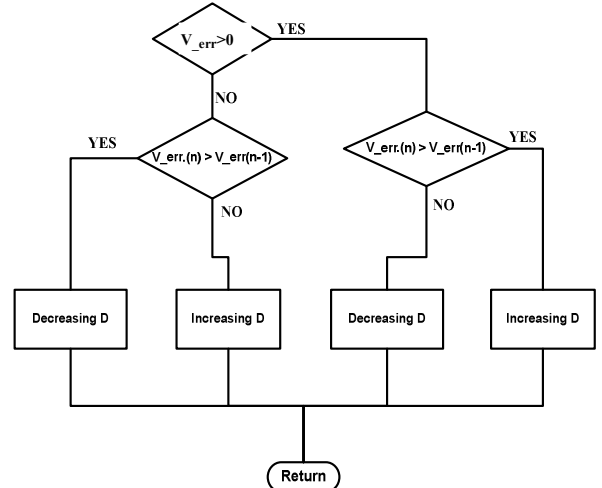 V_err>0
YES
NO
YES
V_err.(n) > V_err(n-1)
V_err.(n) > V_err(n-1)
YES
NO
NO
Decreasing D
Increasing D
Decreasing D
Increasing D
Return